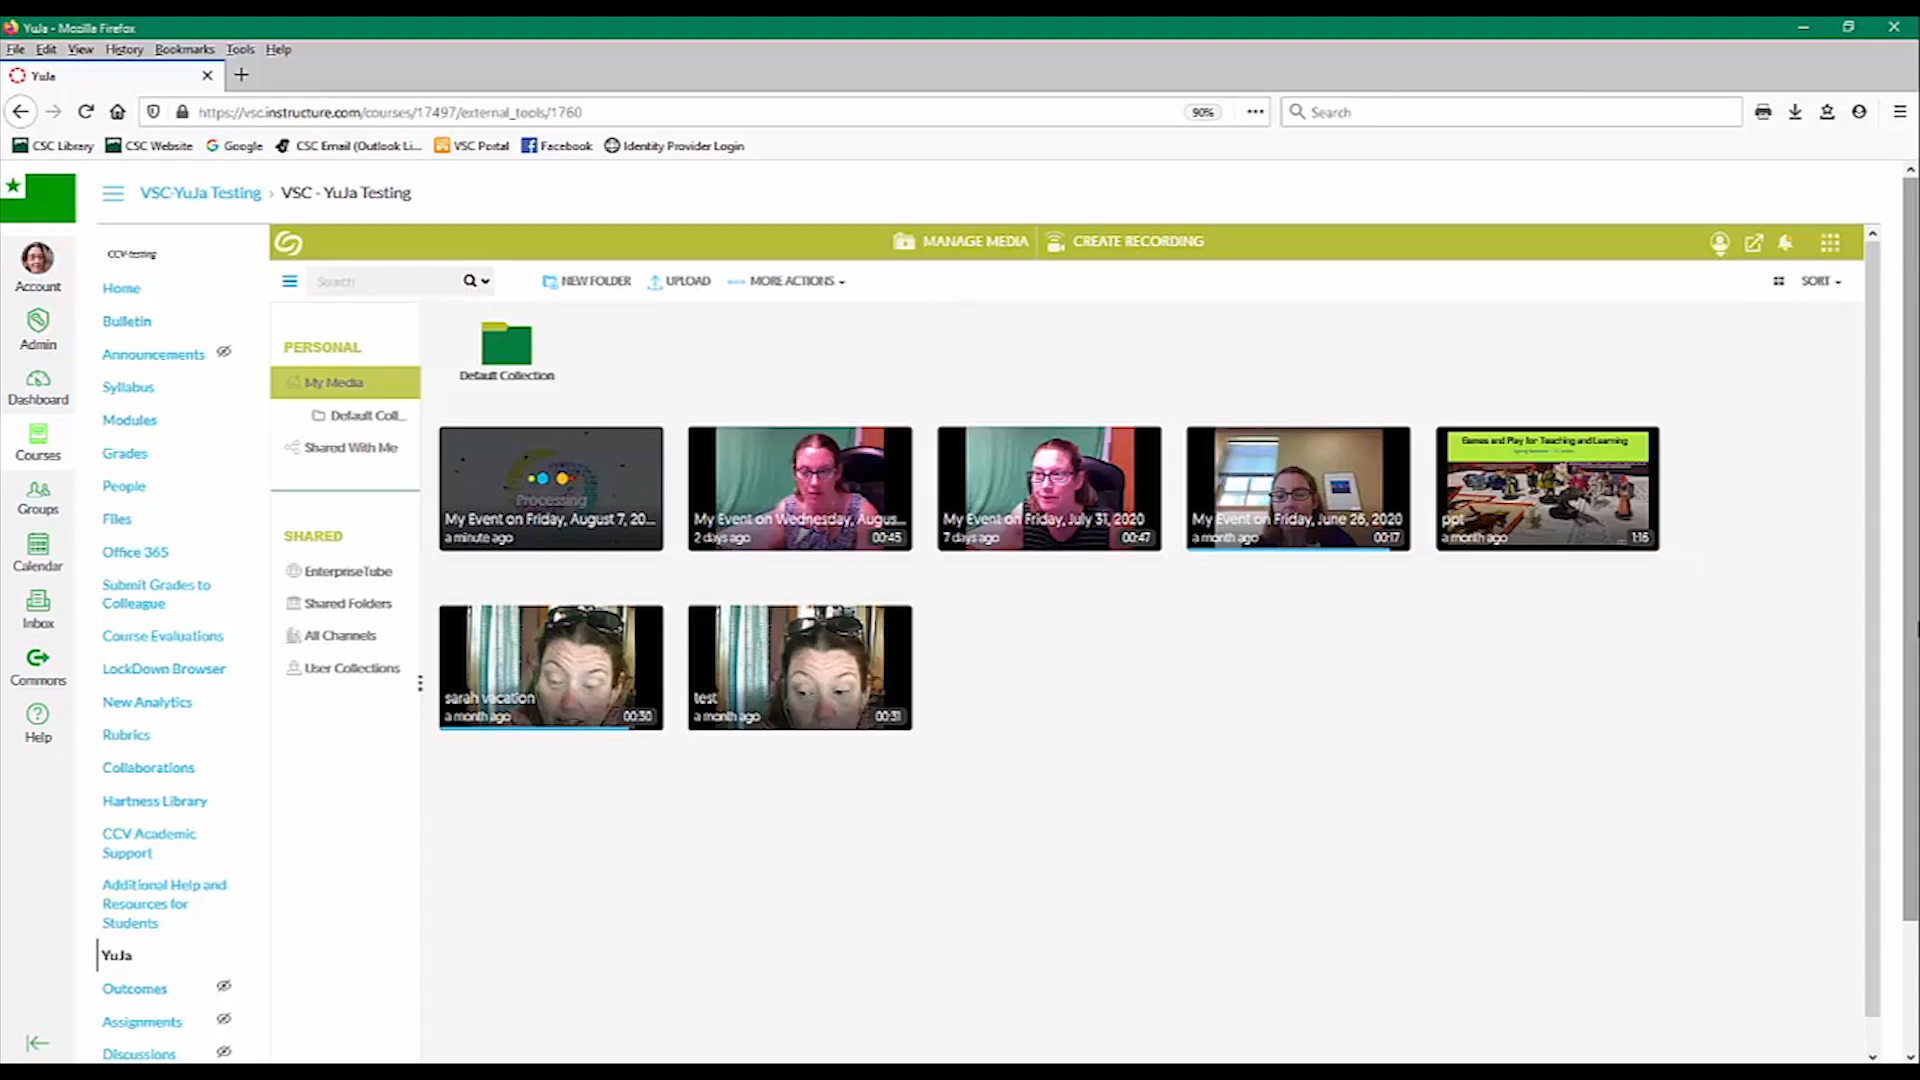 YuJa - Mozilla Firefox
File Edit View History Bookmarks Tools Help
YuJa
https://vsc.instructure.com/courses/17497/external_tools/1760
90%
Search
CSC Library
CSC Website
Google
CSC Email (Outlook Li...
VSC Portal
Facebook
Identity Provider Login
VSC-YuJa Testing › VSC - YuJa Testing
Account
Admin
Dashboard
Courses
Groups
Calendar
Inbox
Commons
Help
CCV-testing
Home
Bulletin
Announcements
Syllabus
Modules
Grades
People
Files
Office 365
Submit Grades to
Colleague
Course Evaluations
LockDown Browser
New Analytics
Rubrics
Collaborations
Hartness Library
CCV Academic
Support
Additional Help and
Resources for
Students
YuJa
Outcomes
Assignments
Discussions
MANAGE MEDIA
CREATE RECORDING
Search
NEW FOLDER
UPLOAD
MORE ACTIONS
SORT
PERSONAL
My Media
Default Coll...
Shared With Me
SHARED
EnterpriseTube
Shared Folders
All Channels
User Collections
Default Collection
Processing
My Event on Friday, August 7, 20...
a minute ago
My Event on Wednesday, Augus...
2 days ago
00:45
My Event on Friday, July 31, 2020
7 days ago
00:47
My Event on Friday, June 26, 2020
a month ago
00:17
Games and Play for Teaching and Learning
ppt
a month ago
1:16
sarah vacation
a month ago
00:30
test
a month ago
00:31